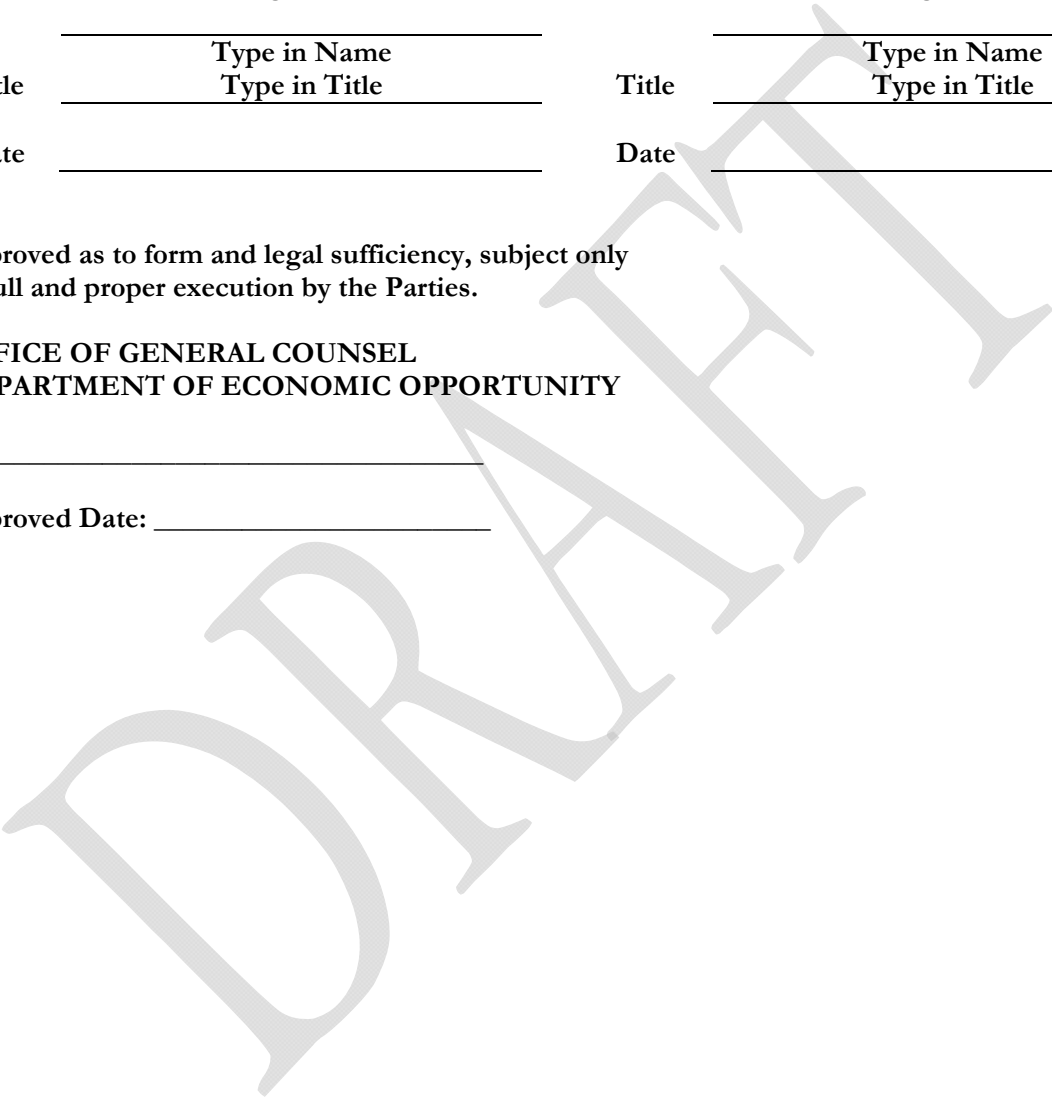 Type in Name Type in Name
tle Type in Title Title Type in Title
ate Date
proved as to form and legal sufficiency, subject only
ull and proper execution by the Parties.
FICE OF GENERAL COUNSEL
PARTMENT OF ECONOMIC OPPORTUNITY
proved Date: _______________________
DRAFT